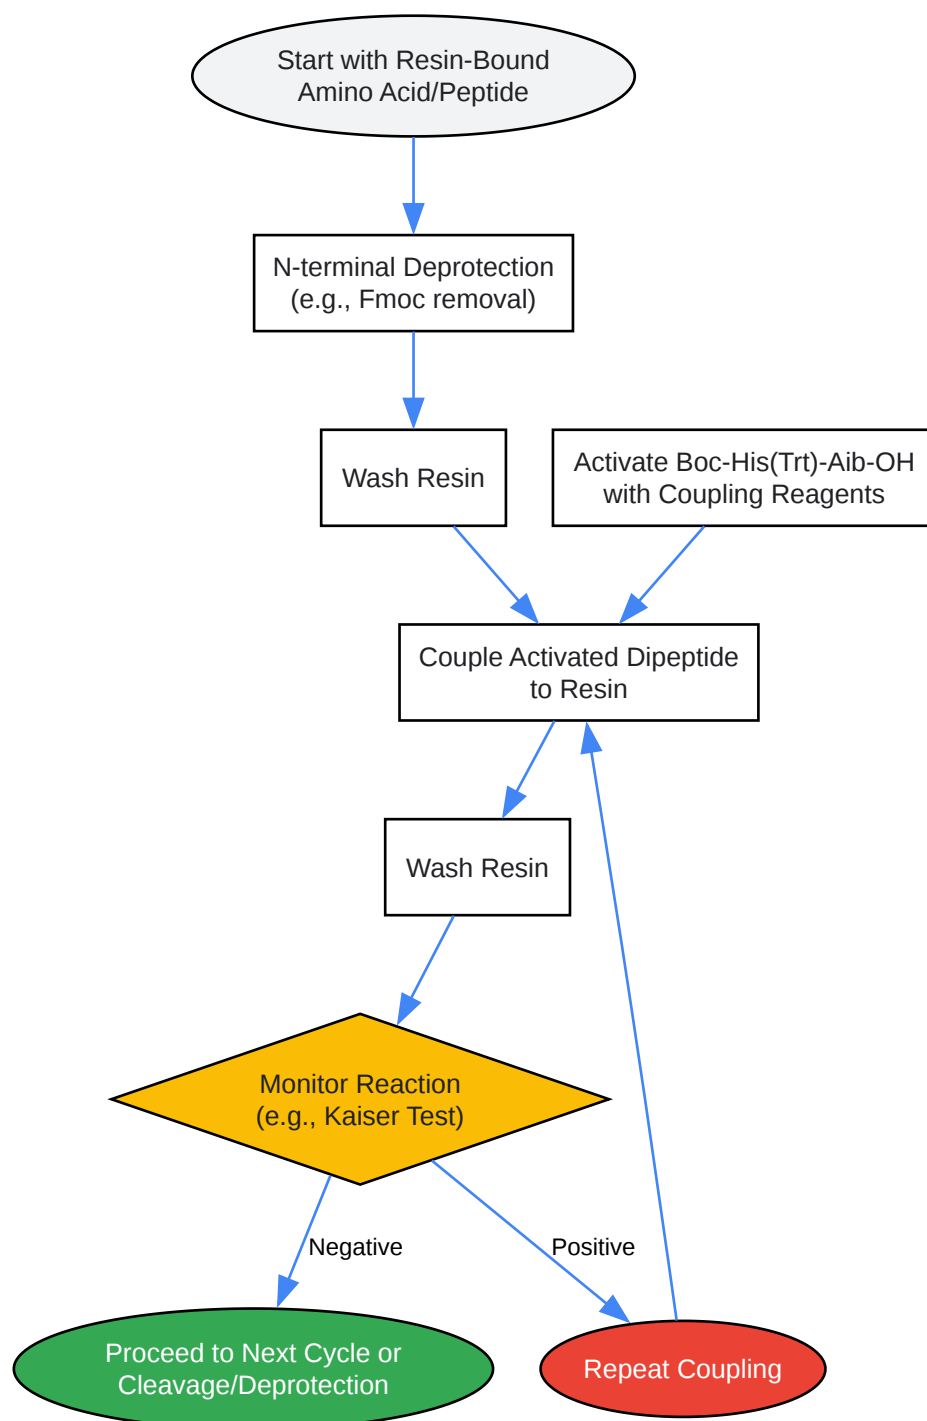 Start with Resin-Bound
Amino Acid/Peptide
N-terminal Deprotection
(e.g., Fmoc removal)
Wash Resin
Activate Boc-His(Trt)-Aib-OH
with Coupling Reagents
Couple Activated Dipeptide
to Resin
Wash Resin
Monitor Reaction
(e.g., Kaiser Test)
Negative
Positive
Proceed to Next Cycle or
Cleavage/Deprotection
Repeat Coupling